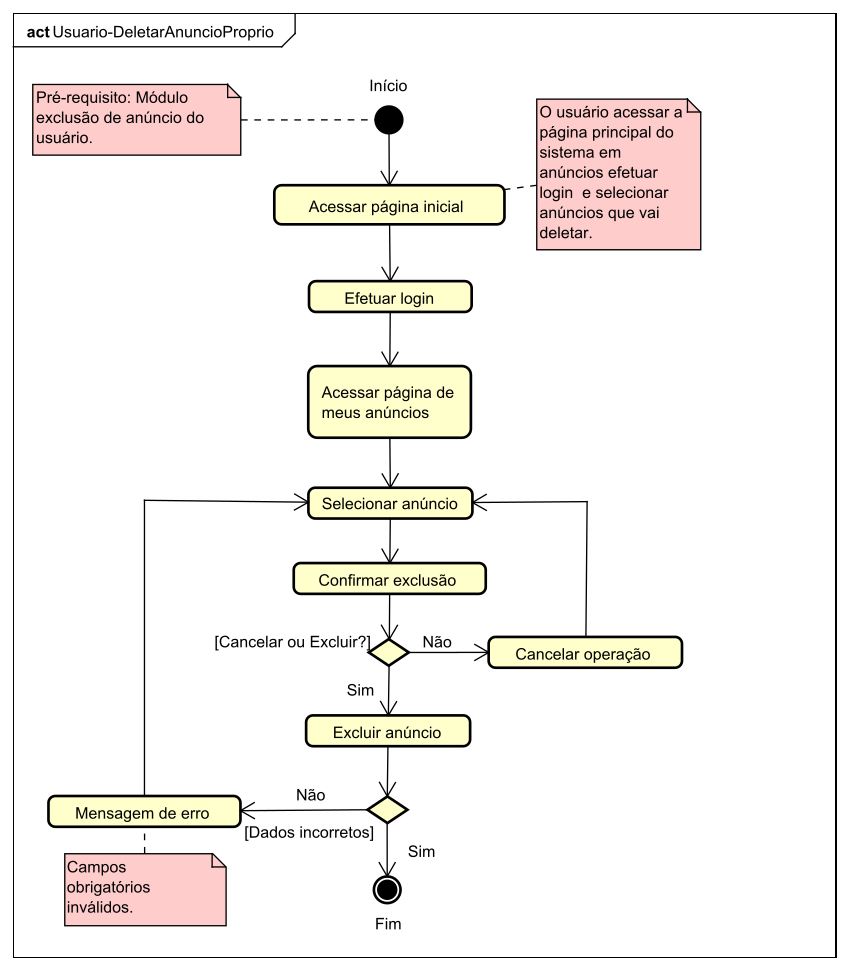 act Usuario-DeletarAnuncioProprio
Início
Pré-requisito: Módulo
exclusão de anúncio do
usuário.
O usuário acessar a
página principal do
sistema em
anúncios efetuar
login e selecionar
anúncios que vai
deletar.
Acessar página inicial
Efetuar login
Acessar página de
meus anúncios
Selecionar anúncio
Confirmar exclusão
[Cancelar ou Excluir?]
Não
Cancelar operação
Sim
Excluir anúncio
Não
Mensagem de erro
[Dados incorretos]
Sim
Campos
obrigatórios
inválidos.
Fim